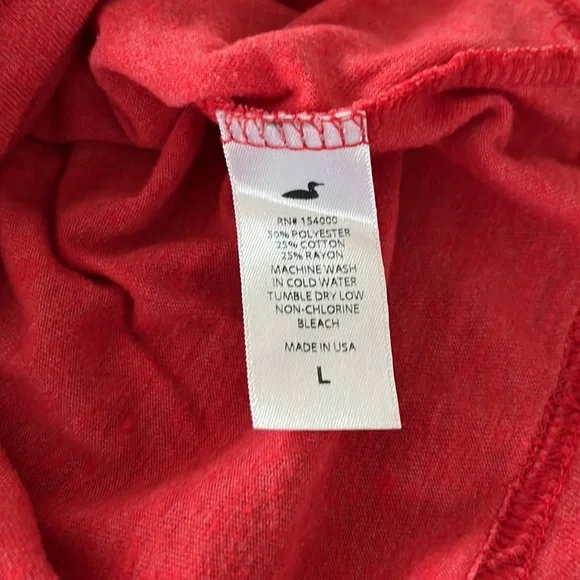 RN# 154000
50% POLYESTER
25% COTTON
25% RAYON
MACHINE WASH
IN COLD WATER
TUMBLE DRY LOW
NON-CHLORINE
BLEACH
MADE IN USA
L